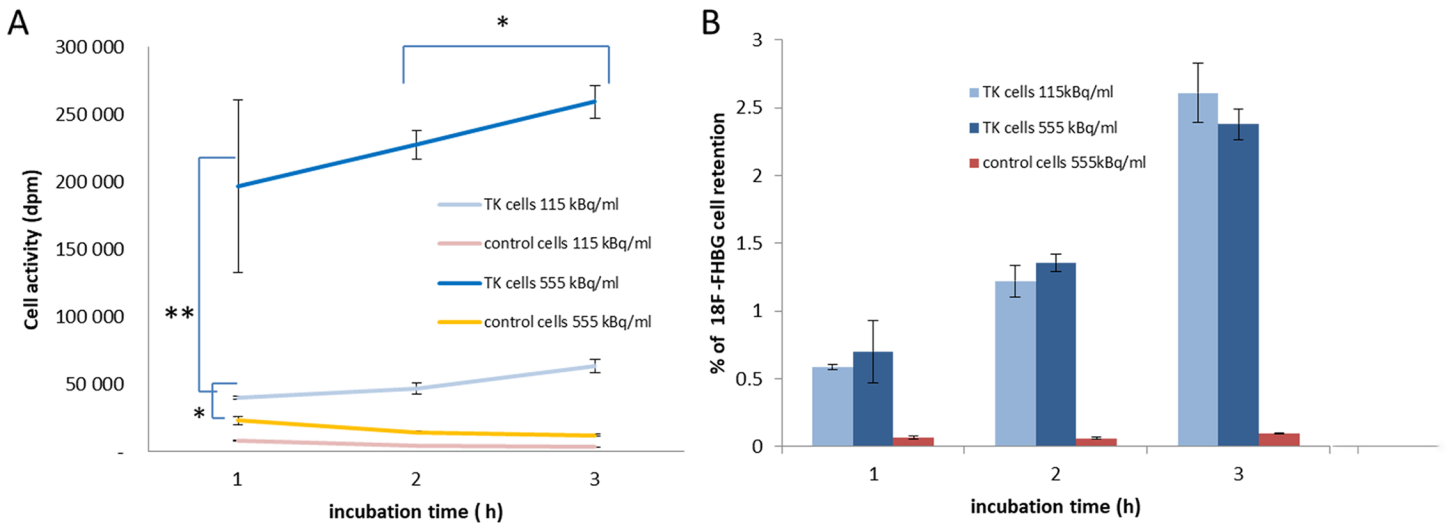 A
300 000
250 000
200 000
150 000
100 000
50 000
-
Cell activity (dpm)
*
**
*
TK cells 115 kBq/ml
control cells 115 kBq/ml
TK cells 555 kBq/ml
control cells 555 kBq/ml
1 2 3
incubation time ( h)
B
3
2.5
2
1.5
1
0.5
0
% of 18F -FHBG cell retention
TK cells 115kBq/ml
TK cells 555 kBq/ml
control cells 555kBq/ml
1 2 3
incubation time (h)